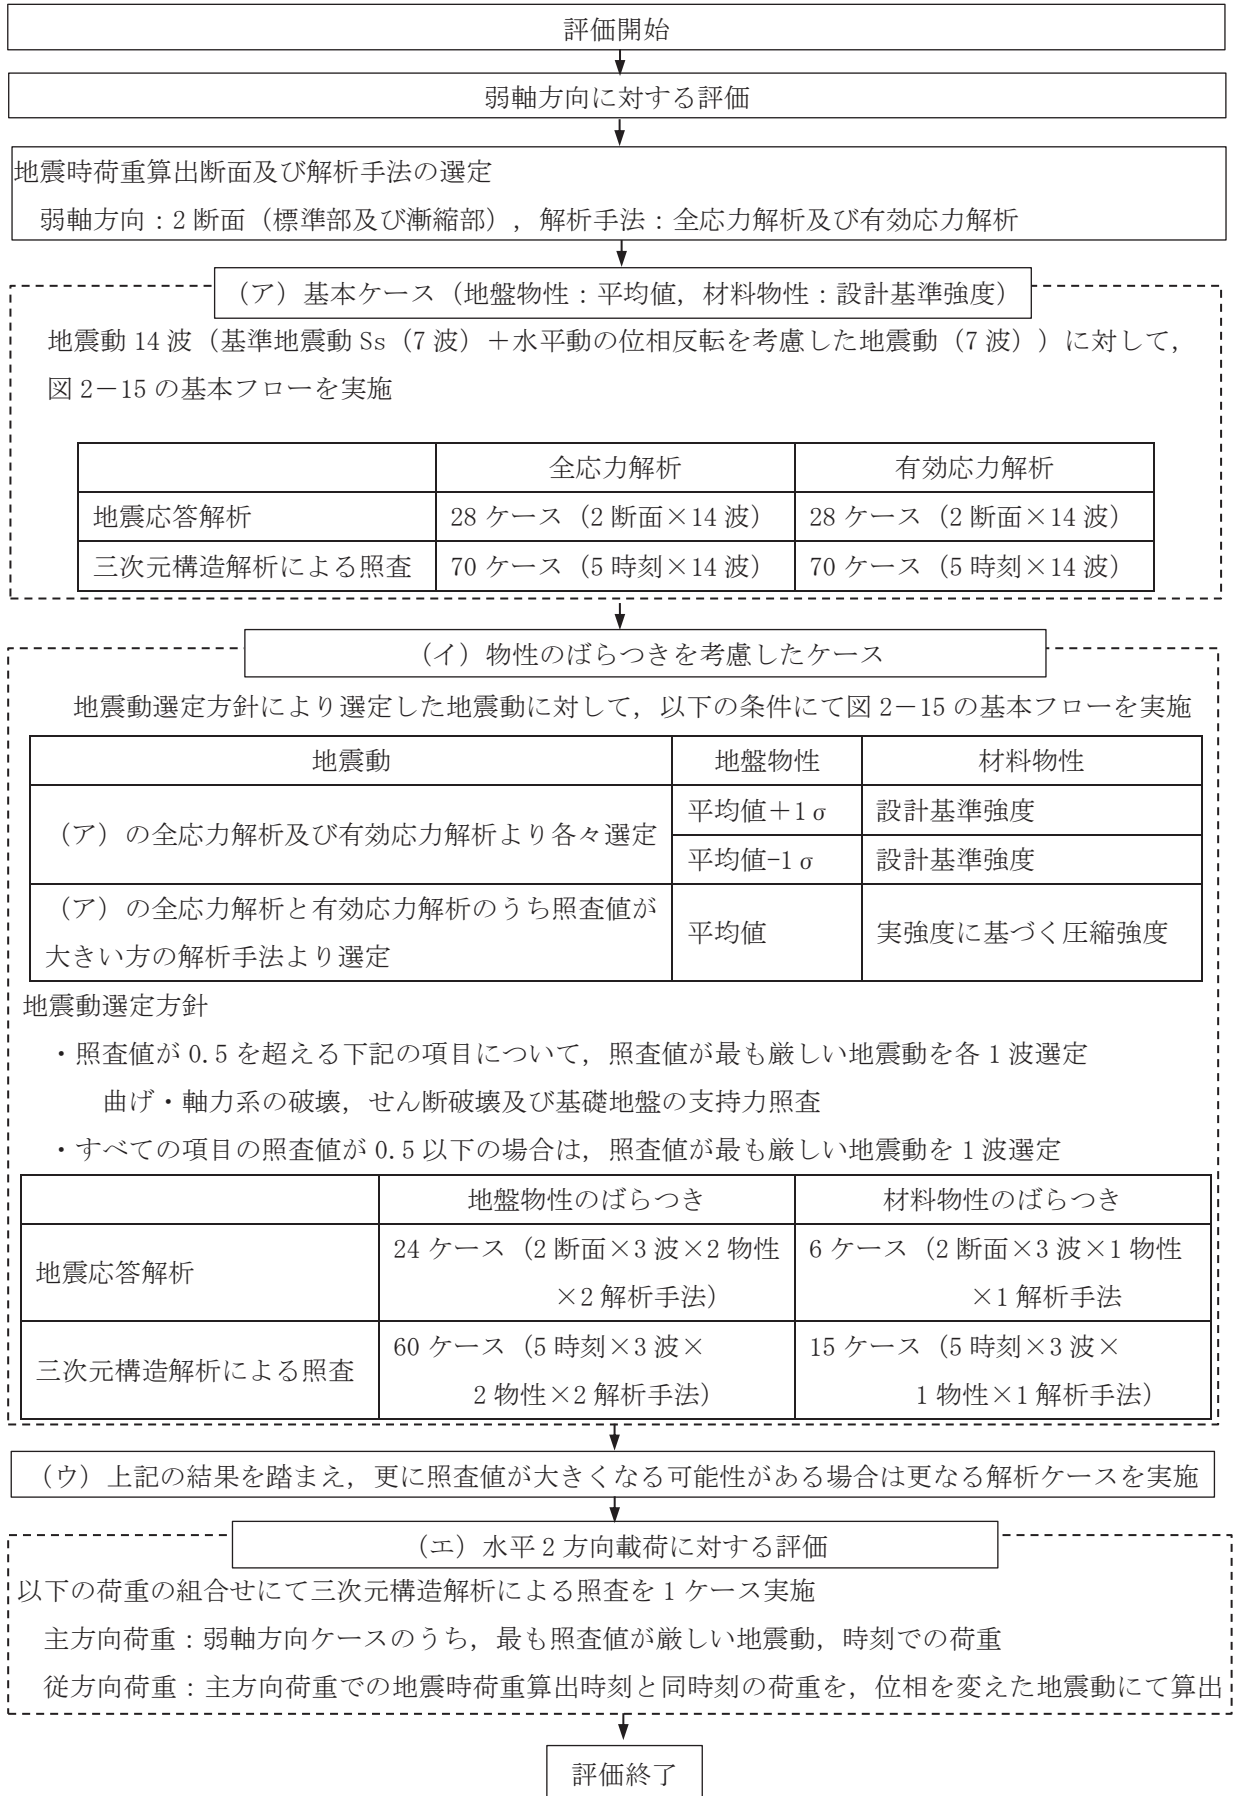 評価開始
弱軸方向に対する評価
地震時荷重算出断面及び解析手法の選定
弱軸方向：2 断面（標準部及び漸縮部），解析手法：全応力解析及び有効応力解析
（ア）基本ケース（地盤物性：平均値，材料物性：設計基準強度）
地震動 14 波（基準地震動 Ss（7 波）＋水平動の位相反転を考慮した地震動（7 波））に対して，
図 2－15 の基本フローを実施
全応力解析 有効応力解析
地震応答解析 28 ケース（2 断面×14 波） 28 ケース（2 断面×14 波）
三次元構造解析による照査 70 ケース（5 時刻×14 波） 70 ケース（5 時刻×14 波）
（イ）物性のばらつきを考慮したケース
地震動選定方針により選定した地震動に対して，以下の条件にて図 2－15 の基本フローを実施
地震動 地盤物性 材料物性
（ア）の全応力解析及び有効応力解析より各々選定
平均値＋1σ 設計基準強度
平均値-1σ 設計基準強度
（ア）の全応力解析と有効応力解析のうち照査値が
大きい方の解析手法より選定
平均値 実強度に基づく圧縮強度
地震動選定方針
・照査値が 0.5 を超える下記の項目について，照査値が最も厳しい地震動を各 1 波選定
曲げ・軸力系の破壊，せん断破壊及び基礎地盤の支持力照査
・すべての項目の照査値が 0.5 以下の場合は，照査値が最も厳しい地震動を 1 波選定
地盤物性のばらつき 材料物性のばらつき
地震応答解析
24 ケース（2 断面×3 波×2 物性
×2 解析手法）
6 ケース（2 断面×3 波×1 物性
×1 解析手法
三次元構造解析による照査
60 ケース（5 時刻×3 波×
2 物性×2 解析手法）
15 ケース（5 時刻×3 波×
1 物性×1 解析手法）
（ウ）上記の結果を踏まえ，更に照査値が大きくなる可能性がある場合は更なる解析ケースを実施
（エ）水平 2 方向載荷に対する評価
以下の荷重の組合せにて三次元構造解析による照査を 1 ケース実施
主方向荷重：弱軸方向ケースのうち，最も照査値が厳しい地震動，時刻での荷重
従方向荷重：主方向荷重での地震時荷重算出時刻と同時刻の荷重を，位相を変えた地震動にて算出
評価終了